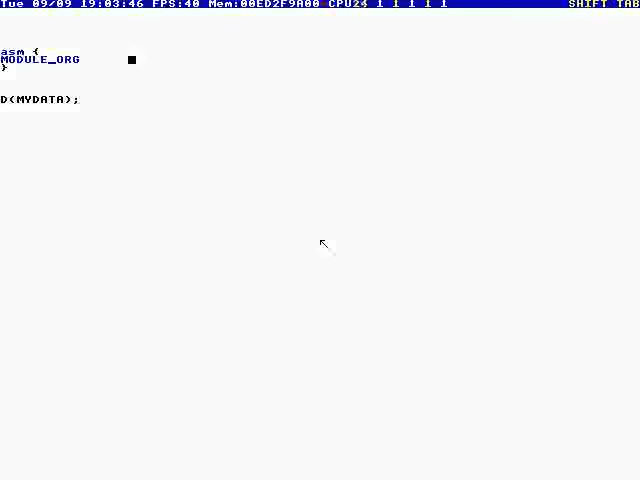 Tue 09/09 19:03:46 FPS:40 Mem:00ED2F9A00 CPU24 1 1 1 1 1 SHIFT TAB
asm {
MODULE_ORG
}
D(MYDATA);